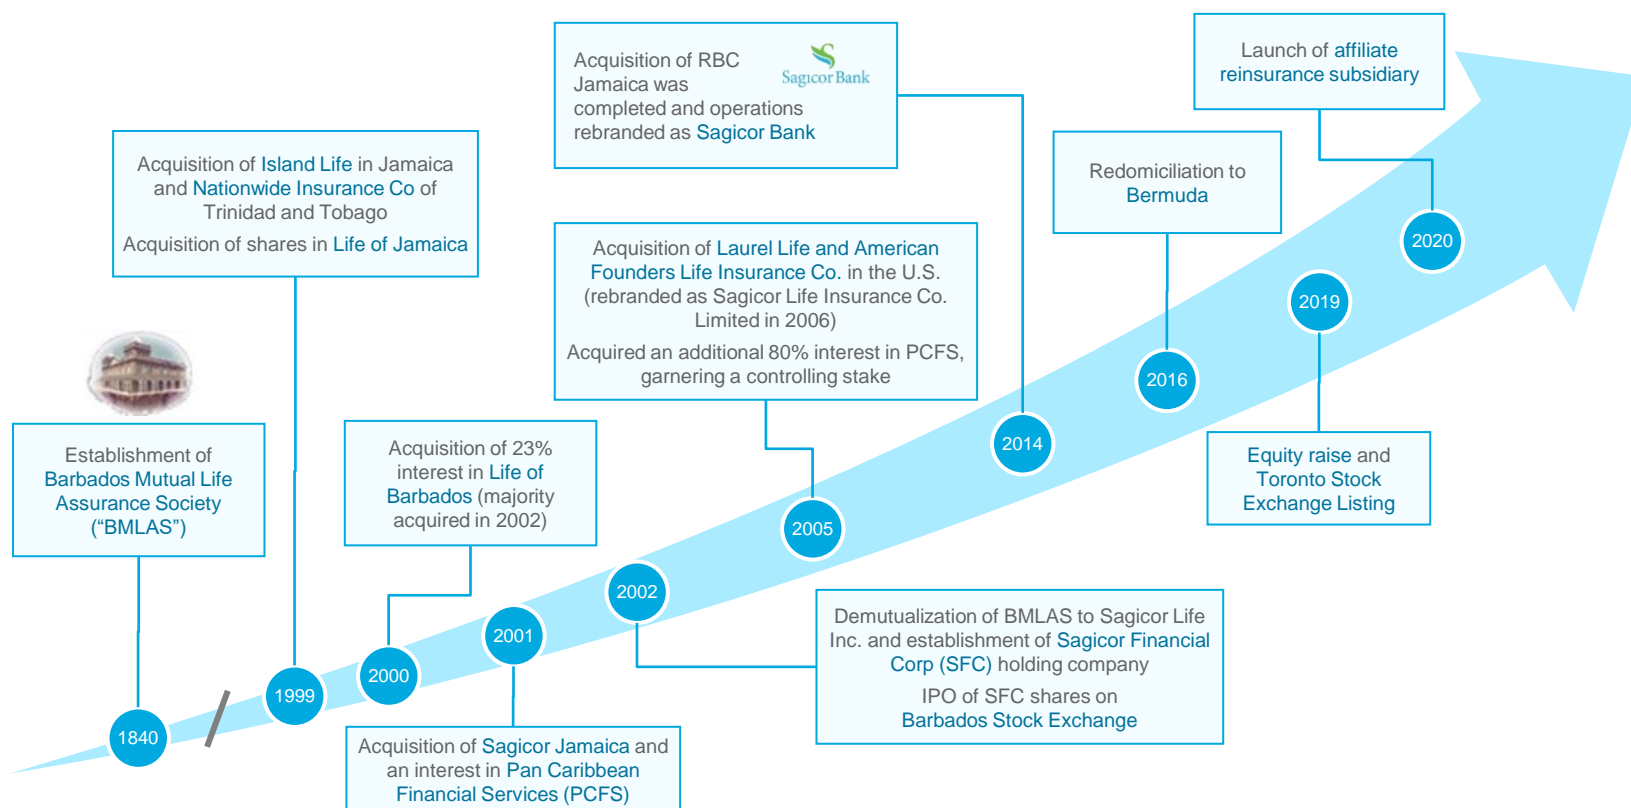 Establishment of
Barbados Mutual Life
Assurance Society
(“BMLAS”)
1840
Acquisition of Island Life in Jamaica
and Nationwide Insurance Co of
Trinidad and Tobago
Acquisition of shares in Life of Jamaica
1999
Acquisition of 23%
interest in Life of
Barbados (majority
acquired in 2002)
2000
2001
Acquisition of Sagicor Jamaica and
an interest in Pan Caribbean
Financial Services (PCFS)
2002
Demutualization of BMLAS to Sagicor Life
Inc. and establishment of Sagicor Financial
Corp (SFC) holding company
IPO of SFC shares on
Barbados Stock Exchange
Acquisition of Laurel Life and American
Founders Life Insurance Co. in the U.S.
(rebranded as Sagicor Life Insurance Co.
Limited in 2006)
Acquired an additional 80% interest in PCFS,
garnering a controlling stake
2005
Acquisition of RBC
Jamaica was
completed and operations
rebranded as Sagicor Bank
Sagicor Bank
2014
Redomiciliation to
Bermuda
2016
2019
Equity raise and
Toronto Stock
Exchange Listing
Launch of affiliate
reinsurance subsidiary
2020